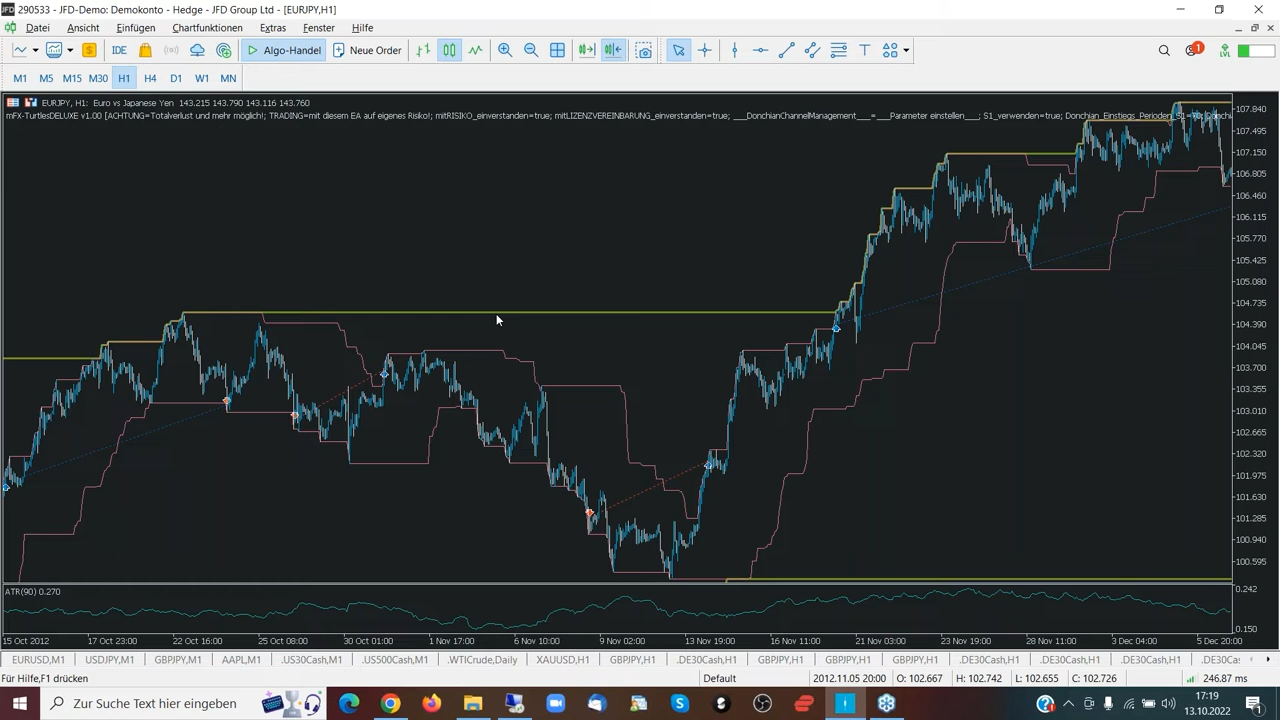 290533 - JFD-Demo: Demokonto - Hedge - JFD Group Ltd - [EURJPY,H1]
Datei Ansicht Einfügen Chartfunktionen Extras Fenster Hilfe
IDE Algo-Handel Neue Order 1 LVL
M1 M5 M15 M30 H1 H4 D1 W1 MN
EURJPY, H1: Euro vs Japanese Yen 143.215 143.790 143.116 143.760
mFX-TurtlesDELUXE v1.00 [ACHTUNG=Totalverlust und mehr möglich!; TRADING=mit diesem EA auf eigenes Risiko!; mitRISIKO_einverstanden=true; mitLIZENZVEREINBARUNG_einverstanden=true; ___DonchianChannelManagement___=___Parameter einstellen___; S1_verwenden=true; Donchian_Einstiegs_Perioden_S1=
107.840
107.495
107.150
106.805
106.460
106.115
105.770
105.425
105.080
104.735
104.390
104.045
103.700
103.355
103.010
102.665
102.320
101.975
101.630
101.285
100.940
100.595
ATR(90) 0.270
0.242
0.150
15 Oct 2012 17 Oct 23:00 22 Oct 16:00 25 Oct 08:00 30 Oct 01:00 1 Nov 17:00 6 Nov 10:00 9 Nov 02:00 13 Nov 19:00 16 Nov 11:00 21 Nov 03:00 23 Nov 19:00 28 Nov 11:00 3 Dec 04:00 5 Dec 20:00
EURUSD,M1 USDJPY,M1 GBPJPY,M1 AAPL,M1 .US30Cash,M1 .US500Cash,M1 .WTICrude,Daily XAUUSD,H1 GBPJPY,H1 .DE30Cash,H1 GBPJPY,H1 GBPJPY,H1 GBPJPY,H1 .DE30Cash,H1 .DE30Cash,H1 .DE30Cash,H1 .DE30Cas
Für Hilfe,F1 drücken Default 2012.11.05 20:00 O: 102.667 H: 102.742 L: 102.655 C: 102.726 246.87 ms
Zur Suche Text hier eingeben 17:19
13.10.2022